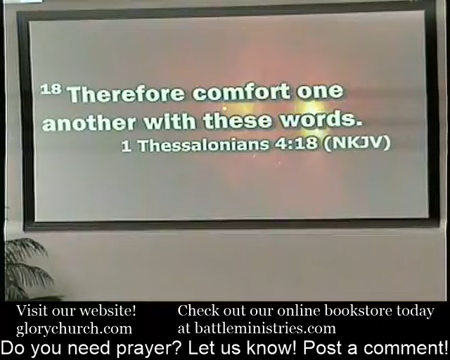 18 Therefore comfort one
another with these words.
1 Thessalonians 4:18 (NKJV)
Visit our website! Check out our online bookstore today
glorychurch.com at battleministries.com
Do you need prayer? Let us know! Post a comment!